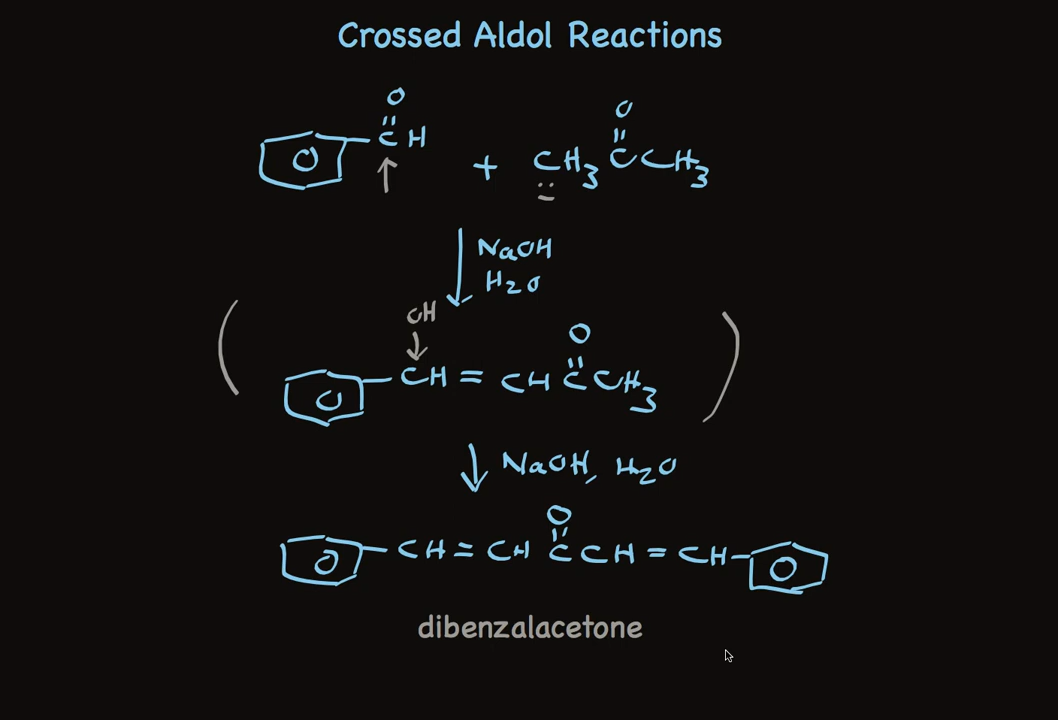 Crossed Aldol Reactions
O O
O C H + CH3 C CH3
NaOH
H2O
OH
O
O CH = CH C CH3
NaOH, H2O
O
O CH = CH C CH = CH O
dibenzalacetone